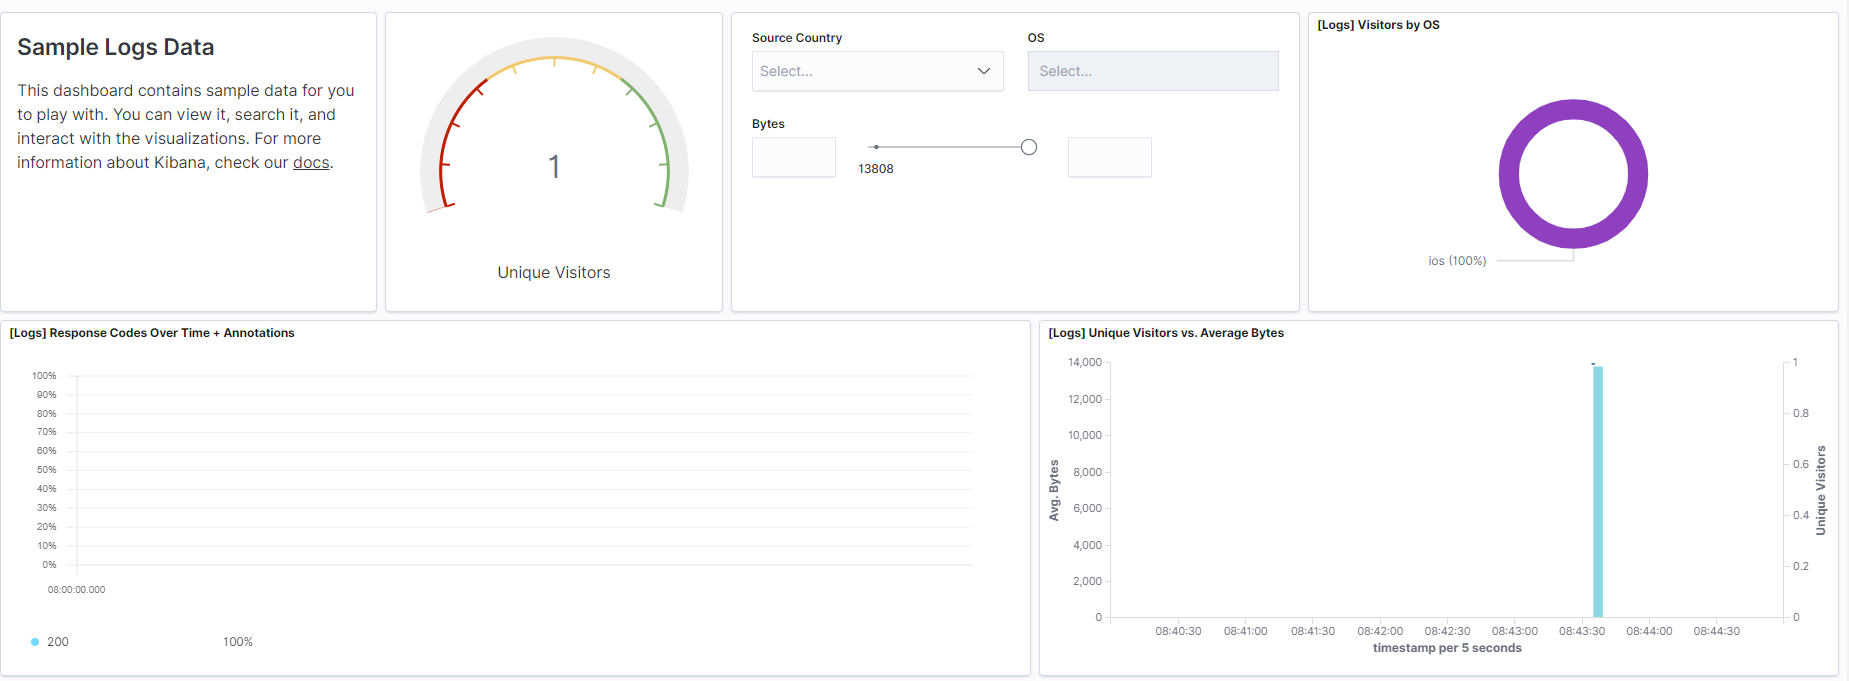 Sample Logs Data
This dashboard contains sample data for you
to play with. You can view it, search it, and
interact with the visualizations. For more
information about Kibana, check our docs.
1
Unique Visitors
Source Country
Select...
OS
Select...
Bytes
13808
[Logs] Visitors by OS
ios (100%)
[Logs] Response Codes Over Time + Annotations
100%
90%
80%
70%
60%
50%
40%
30%
20%
10%
0%
08:00:00.000
200 100%
[Logs] Unique Visitors vs. Average Bytes
Avg. Bytes
14,000
12,000
10,000
8,000
6,000
4,000
2,000
0
1
0.8
0.6
0.4
0.2
0
Unique Visitors
08:40:30 08:41:00 08:41:30 08:42:00 08:42:30 08:43:00 08:43:30 08:44:00 08:44:30
timestamp per 5 seconds